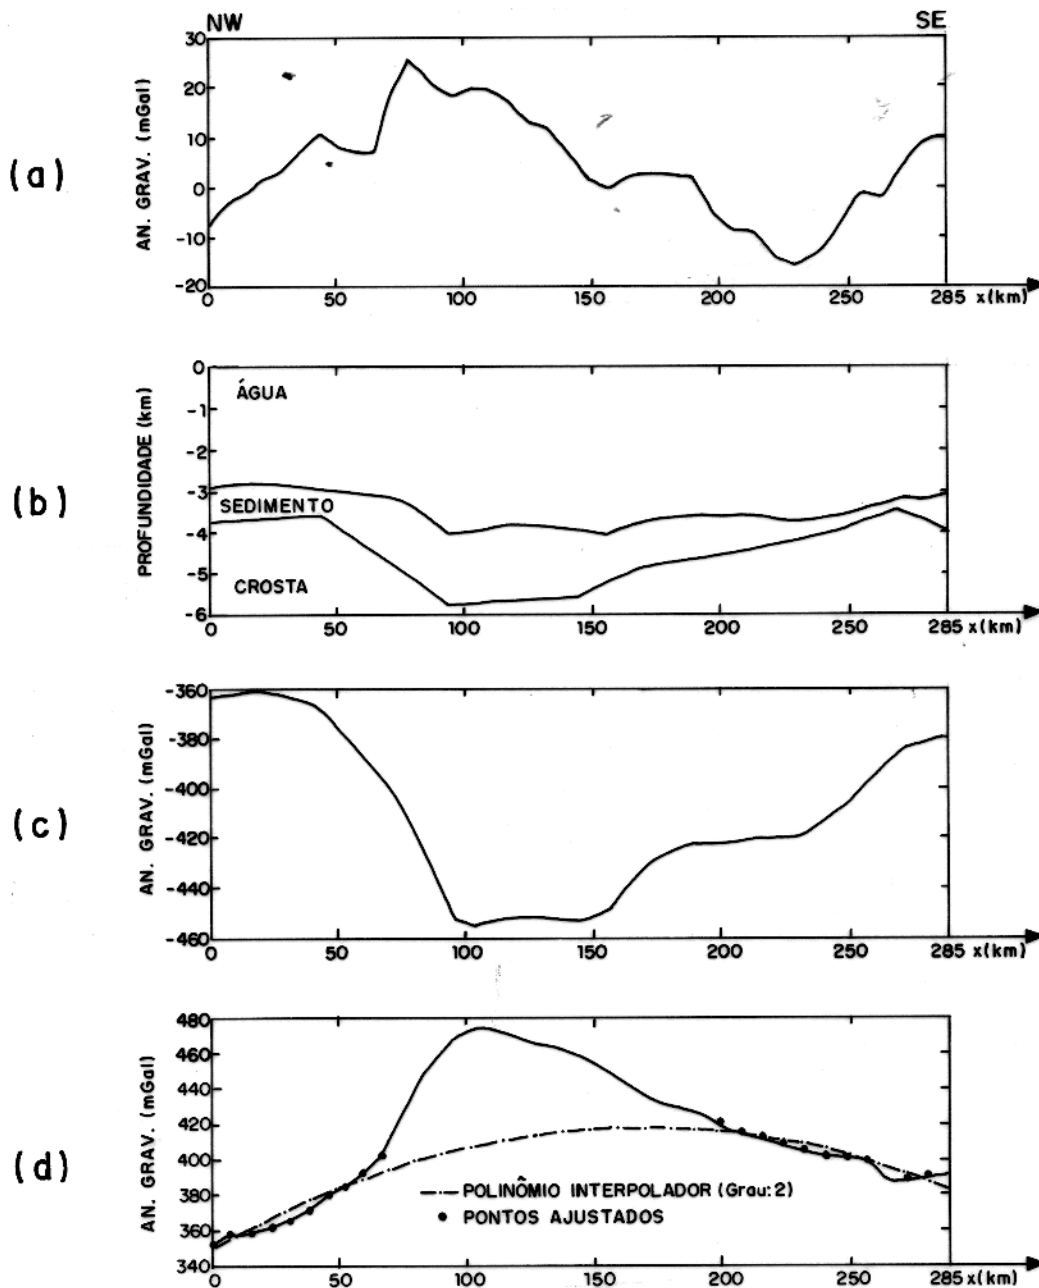 NW SE
(a)
AN. GRAV. (mGal)
30
20
10
0
-10
-20
0 50 100 150 200 250 285 x(km)
(b)
PROFUNDIDADE (km)
0
-1
-2
-3
-4
-5
-6
ÁGUA
SEDIMENTO
CROSTA
0 50 100 150 200 250 285 x(km)
(c)
AN. GRAV. (mGal)
-360
-380
-400
-420
-440
-460
0 50 100 150 200 250 285 x(km)
(d)
AN. GRAV. (mGal)
480
460
440
420
400
380
360
340
POLINÔMIO INTERPOLADOR (Grau:2)
PONTOS AJUSTADOS
0 50 100 150 200 250 285 x(km)